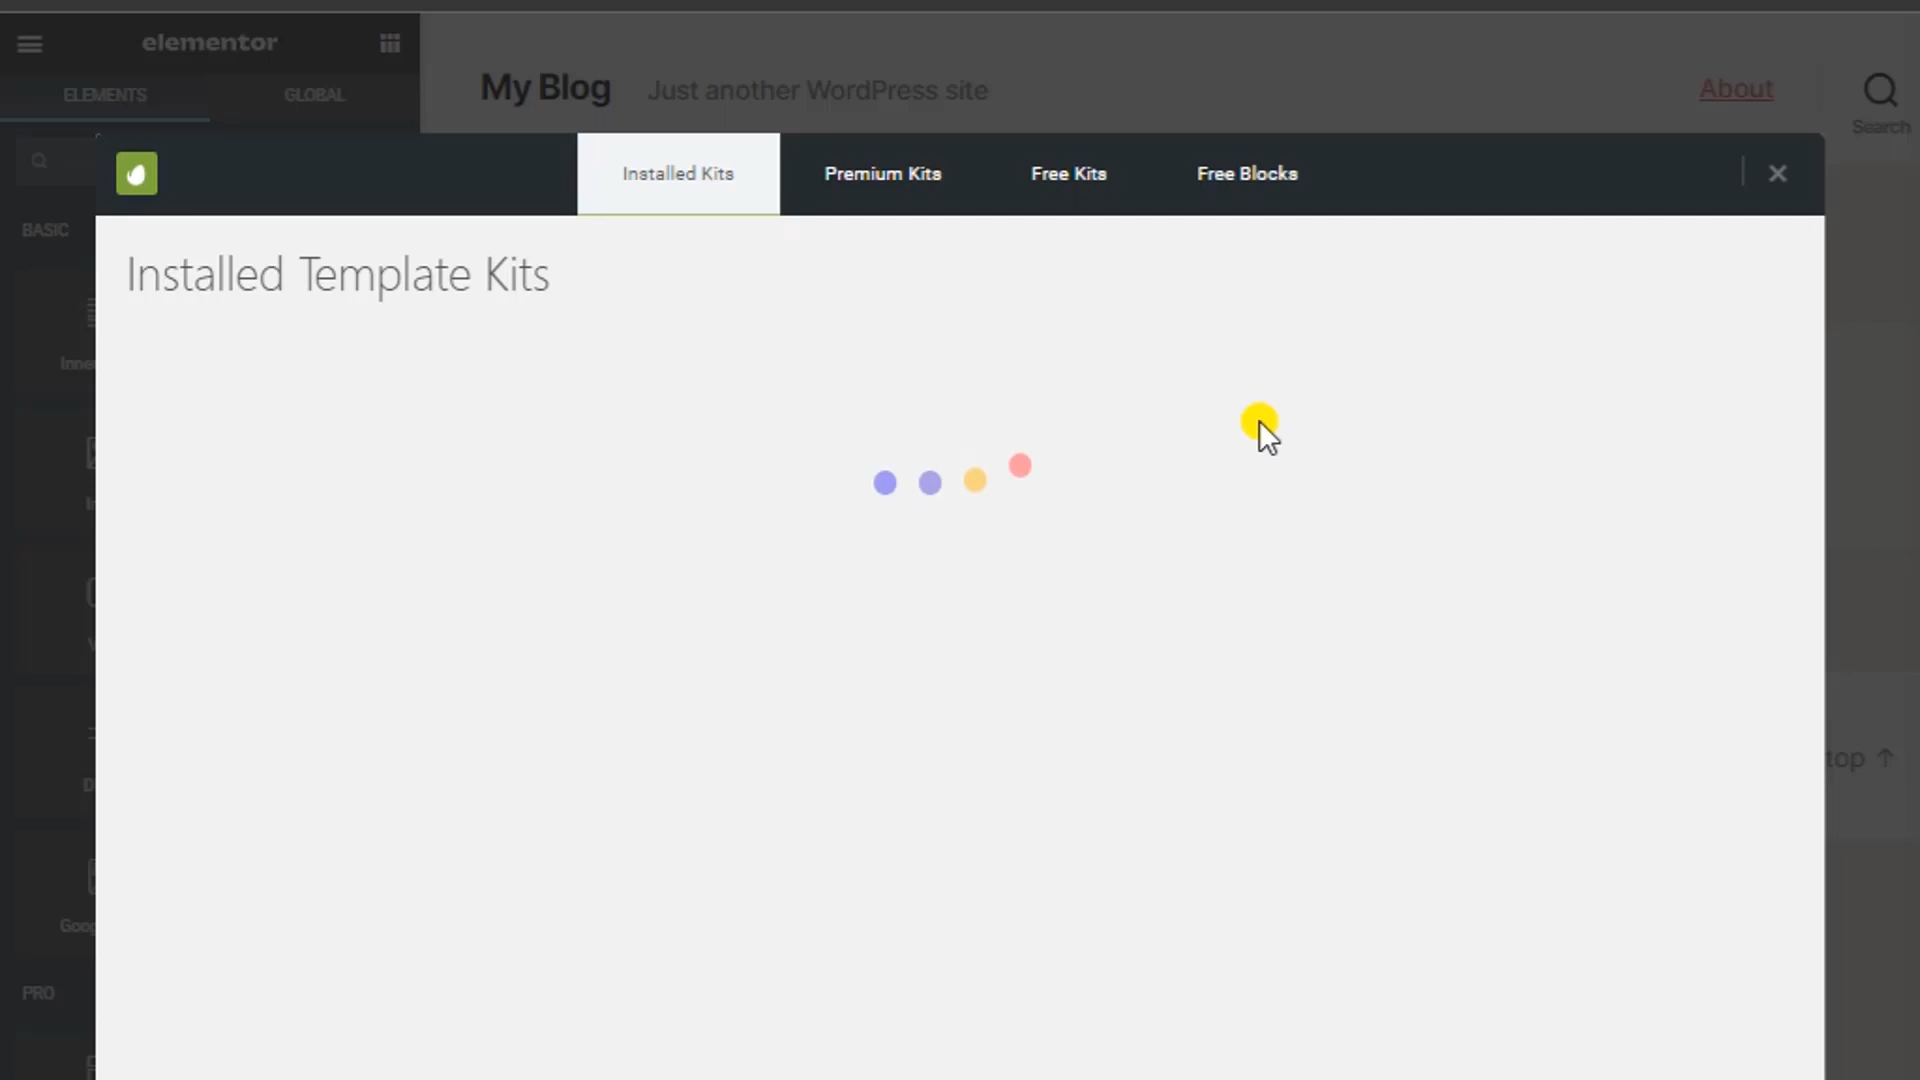 elementor
ELEMENTS
GLOBAL
My Blog
Just another WordPress site
About
Search
Installed Kits
Premium Kits
Free Kits
Free Blocks
Installed Template Kits
BASIC
top ↑
PRO